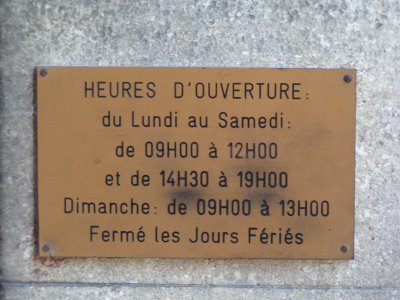 HEURES D'OUVERTURE:
du Lundi au Samedi:
de 09H00 à 12H00
et de 14H30 à 19H00
Dimanche: de 09H00 à 13H00
Fermé les Jours Fériés